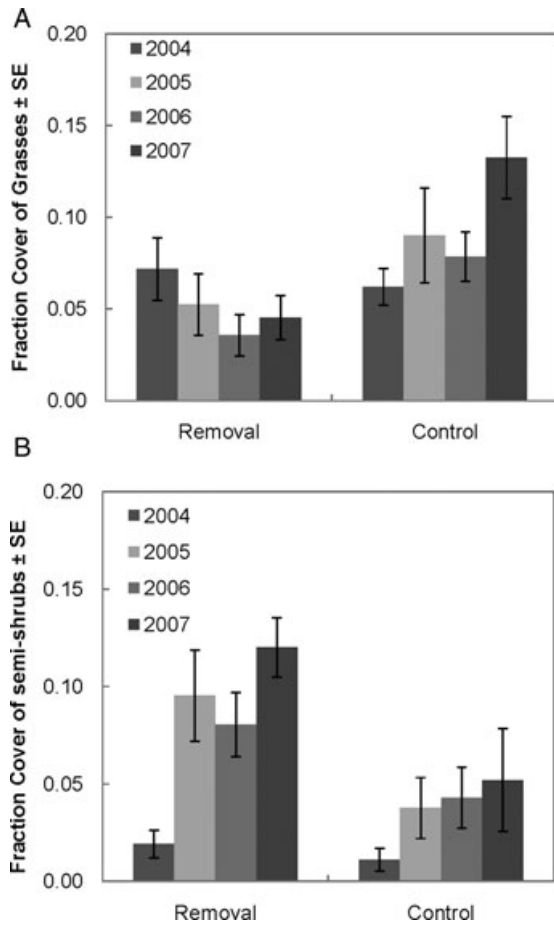 A
Fraction Cover of Grasses ± SE
0.20
0.15
0.10
0.05
0.00
2004
2005
2006
2007
Removal
Control
B
Fraction Cover of semi-shrubs ± SE
0.20
0.15
0.10
0.05
0.00
2004
2005
2006
2007
Removal
Control